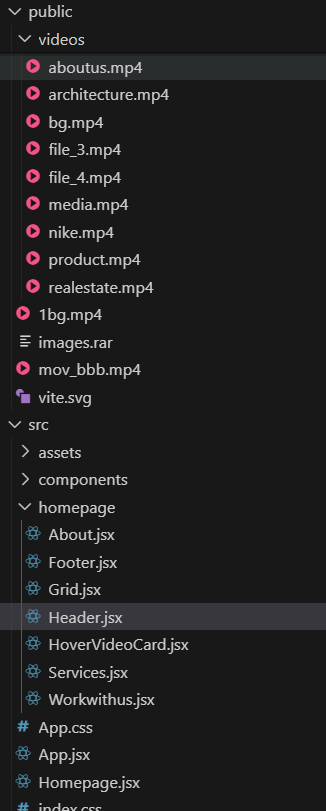 public
videos
aboutus.mp4
architecture.mp4
bg.mp4
file_3.mp4
file_4.mp4
media.mp4
nike.mp4
product.mp4
realestate.mp4
1bg.mp4
images.rar
mov_bbb.mp4
vite.svg
src
assets
components
homepage
About.jsx
Footer.jsx
Grid.jsx
Header.jsx
HoverVideoCard.jsx
Services.jsx
Workwithus.jsx
# App.css
App.jsx
Homepage.jsx
# index.css